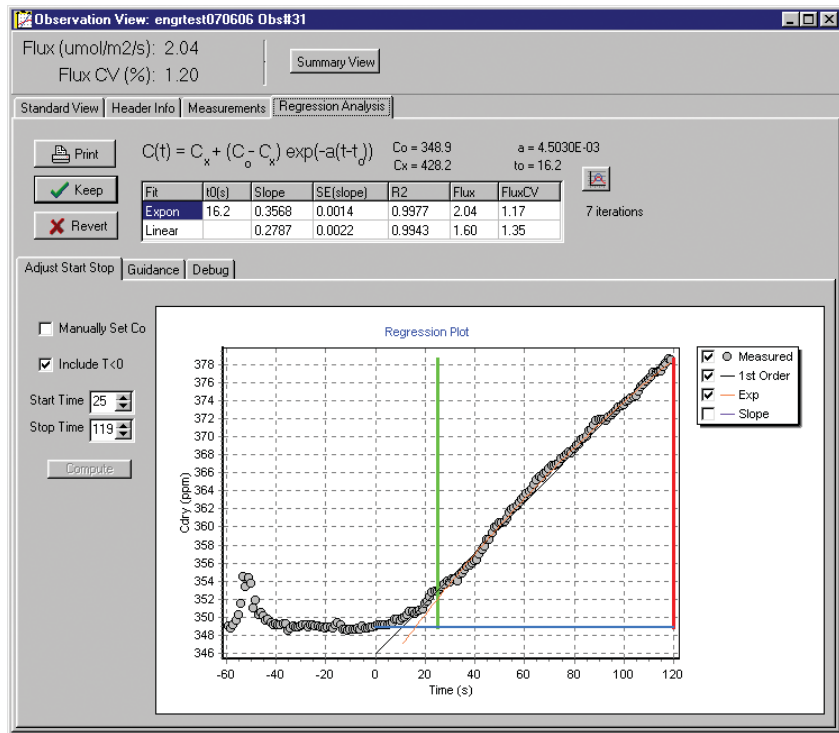 Observation View: engrtest070606 Obs#31
Flux (umol/m2/s): 2.04
Flux CV (%): 1.20
Summary View
Standard View Header Info Measurements Regression Analysis
Print
Keep
Revert
C(t) = Cx + (Co - Cx) exp(-a(t-to))
Co = 348.9 a = 4.5030E-03
Cx = 428.2 to = 16.2
Fit t0(s) Slope SE(slope) R2 Flux FluxCV
Expon 16.2 0.3568 0.0014 0.9977 2.04 1.17
Linear 0.2787 0.0022 0.9943 1.60 1.35
7 iterations
Adjust Start Stop Guidance Debug
Manually Set Co
Include T<0
Start Time 25
Stop Time 119
Compute
Regression Plot
Cdry (ppm)
378
376
374
372
370
368
366
364
362
360
358
356
354
352
350
348
346
-60 -40 -20 0 20 40 60 80 100 120
Time (s)
Measured
1st Order
Exp
Slope